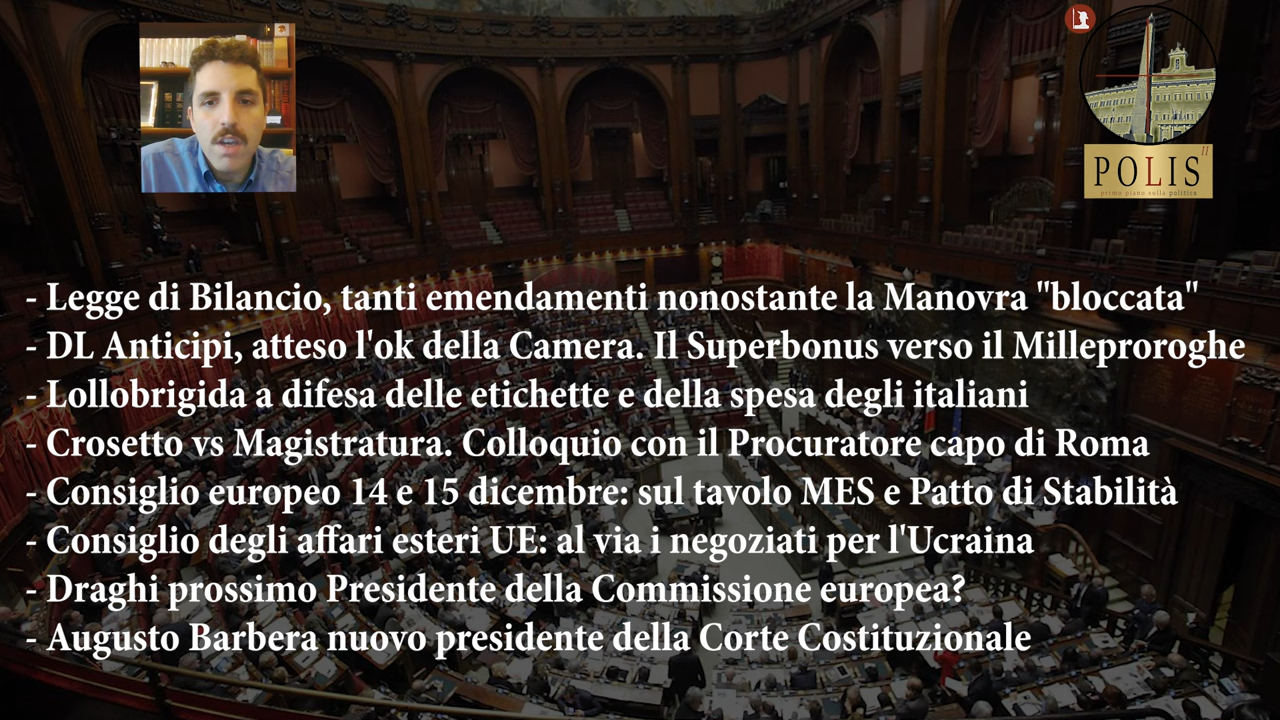 POLIS II
primo piano sulla politica
- Legge di Bilancio, tanti emendamenti nonostante la Manovra "bloccata"
- DL Anticipi, atteso l'ok della Camera. Il Superbonus verso il Milleproroghe
- Lollobrigida a difesa delle etichette e della spesa degli italiani
- Crosetto vs Magistratura. Colloquio con il Procuratore capo di Roma
- Consiglio europeo 14 e 15 dicembre: sul tavolo MES e Patto di Stabilità
- Consiglio degli affari esteri UE: al via i negoziati per l'Ucraina
- Draghi prossimo Presidente della Commissione europea?
- Augusto Barbera nuovo presidente della Corte Costituzionale